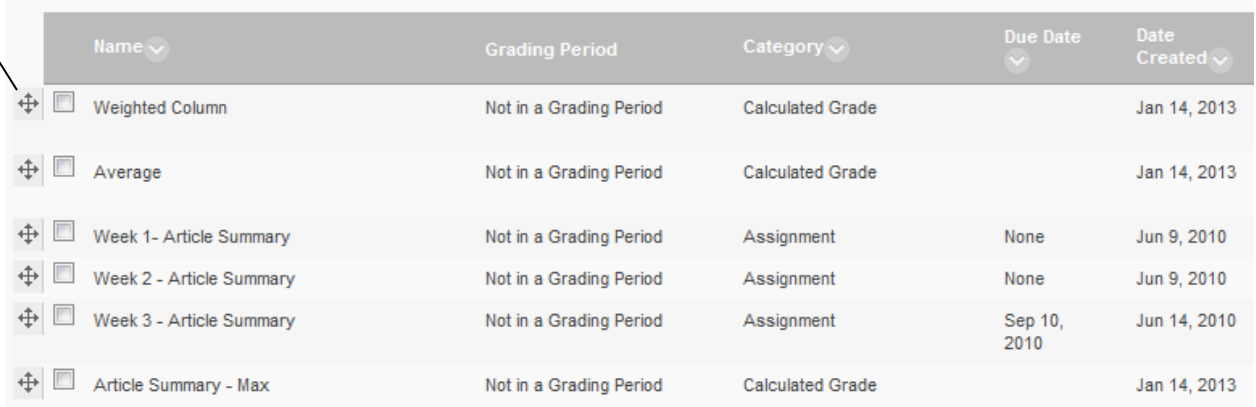 Name Grading Period Category Due Date Date Created
Weighted Column Not in a Grading Period Calculated Grade Jan 14, 2013
Average Not in a Grading Period Calculated Grade Jan 14, 2013
Week 1- Article Summary Not in a Grading Period Assignment None Jun 9, 2010
Week 2 - Article Summary Not in a Grading Period Assignment None Jun 9, 2010
Week 3 - Article Summary Not in a Grading Period Assignment Sep 10, 2010 Jun 14, 2010
Article Summary - Max Not in a Grading Period Calculated Grade Jan 14, 2013